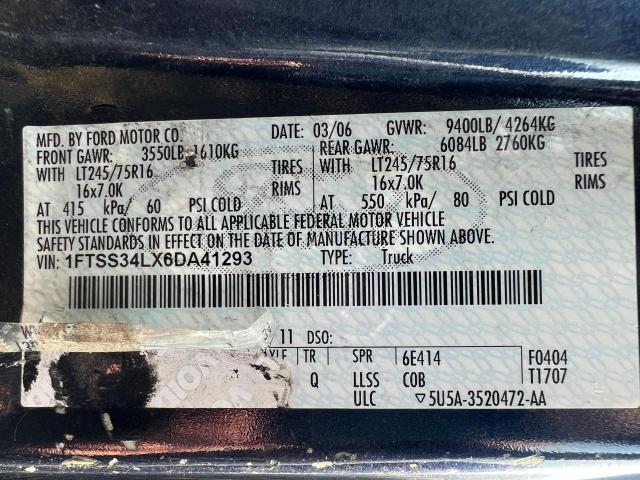 MFD. BY FORD MOTOR CO. DATE: 03/06 GVWR: 9400LB/ 4264KG
FRONT GAWR: 3550LB 1610KG REAR GAWR: 6084LB 2760KG
WITH LT245/75R16 TIRES WITH LT245/75R16 TIRES
16x7.0K RIMS 16x7.0K RIMS
AT 415 kPa/ 60 PSI COLD AT 550 kPa/ 80 PSI COLD
THIS VEHICLE CONFORMS TO ALL APPLICABLE FEDERAL MOTOR VEHICLE
SAFETY STANDARDS IN EFFECT ON THE DATE OF MANUFACTURE SHOWN ABOVE.
VIN: 1FTSS34LX6DA41293 TYPE: Truck
11 DSO:
TR SPR 6E414 F0404
Q LLSS COB T1707
ULC ▽5U5A-3520472-AA